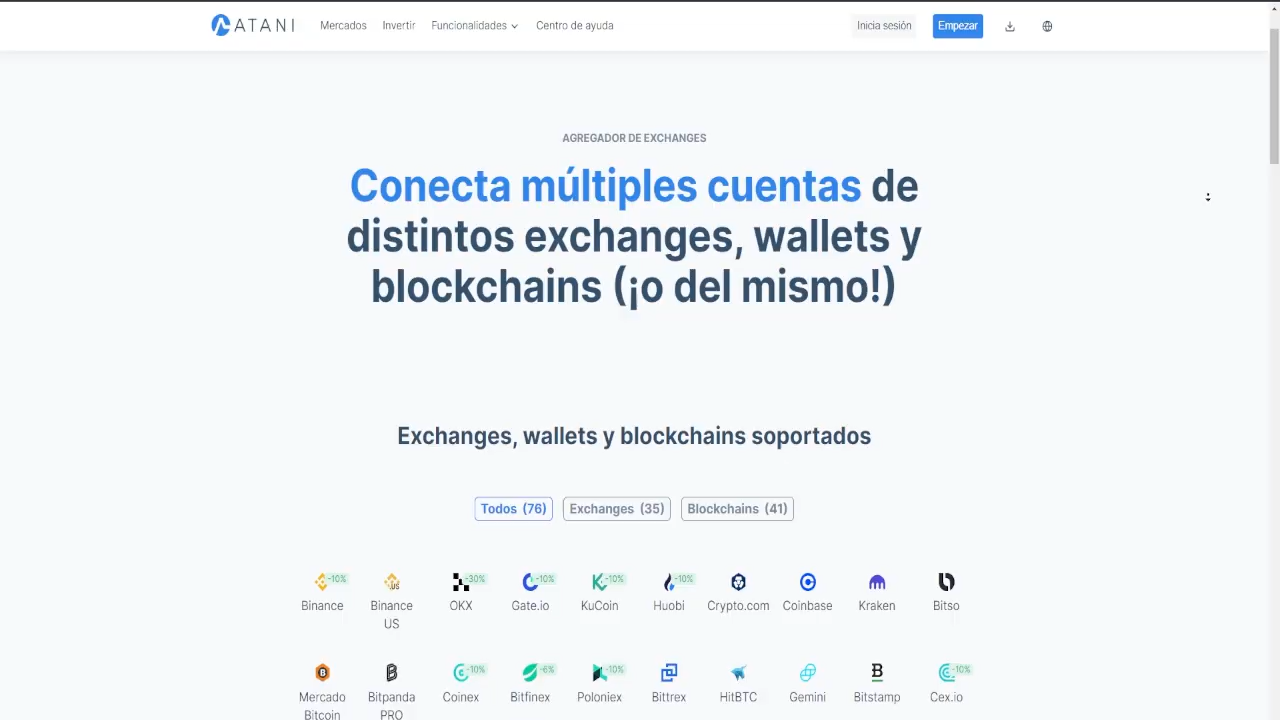 ATANI
Mercados
Invertir
Funcionalidades
Centro de ayuda
Inicia sesión
Empezar
AGREGADOR DE EXCHANGES
Conecta múltiples cuentas de
distintos exchanges, wallets y
blockchains (¡o del mismo!)
Exchanges, wallets y blockchains soportados
Todos (76)
Exchanges (35)
Blockchains (41)
-10%
-30%
-10%
-10%
-10%
Binance
Binance
US
OKX
Gate.io
KuCoin
Huobi
Crypto.com
Coinbase
Kraken
Bitso
-10%
-6%
-10%
-10%
Mercado
Bitcoin
Bitpanda
PRO
Coinex
Bitfinex
Poloniex
Bittrex
HitBTC
Gemini
Bitstamp
Cex.io